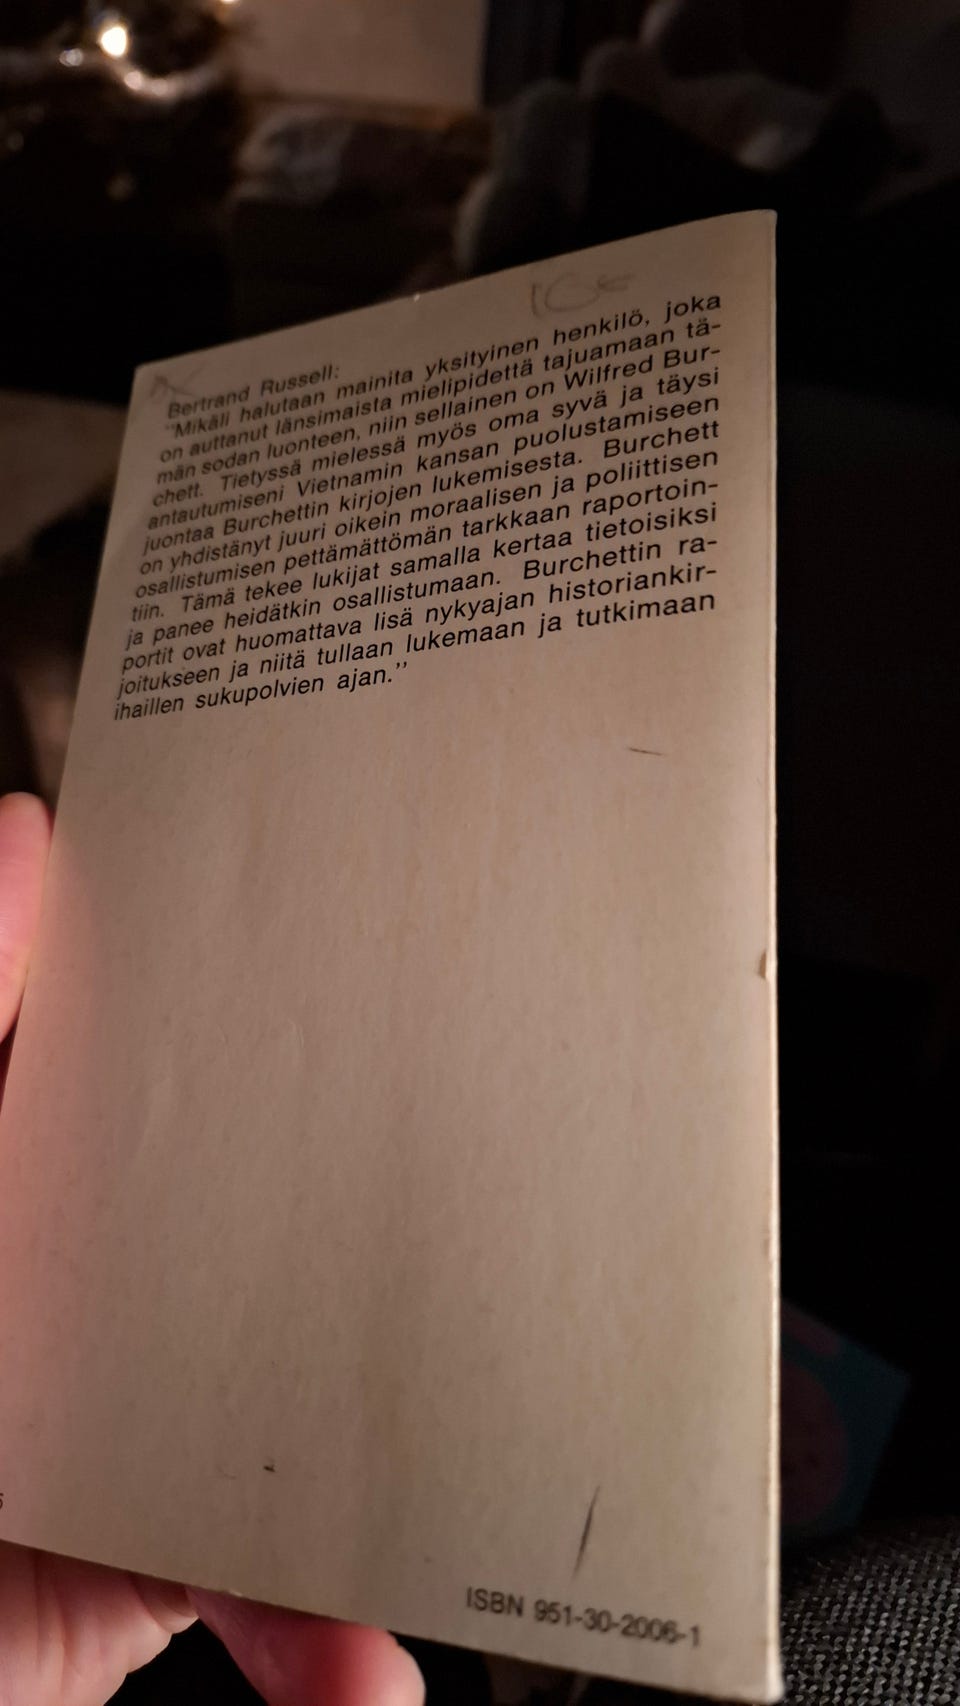 10€
Bertrand Russell:
"Mikäli halutaan mainita yksityinen henkilö, joka
on auttanut länsimaista mielipidettä tajuamaan tä-
män sodan luonteen, niin sellainen on Wilfred Bur-
chett. Tietyssä mielessä myös oma syvä ja täysi
antautumiseni Vietnamin kansan puolustamiseen
juontaa Burchettin kirjojen lukemisesta. Burchett
on yhdistänyt juuri oikein moraalisen ja poliittisen
osallistumisen pettämättömän tarkkaan raportoin-
tiin. Tämä tekee lukijat samalla kertaa tietoisiksi
ja panee heidätkin osallistumaan. Burchettin ra-
portit ovat huomattava lisä nykyajan historiankir-
joitukseen ja niitä tullaan lukemaan ja tutkimaan
ihaillen sukupolvien ajan."
ISBN 951-30-2006-1